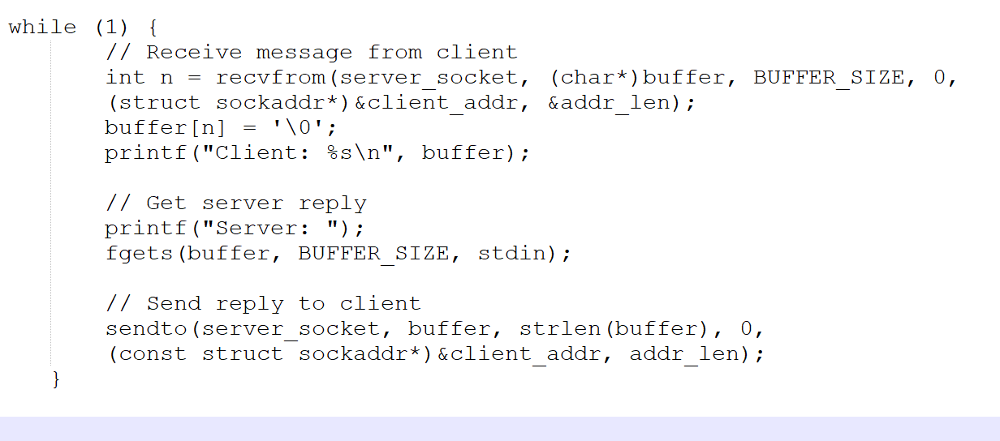 while (1) {
// Receive message from client
int n = recvfrom(server_socket, (char*)buffer, BUFFER_SIZE, 0,
(struct sockaddr*)&client_addr, &addr_len);
buffer[n] = '\0';
printf("Client: %s\n", buffer);
// Get server reply
printf("Server: ");
fgets(buffer, BUFFER_SIZE, stdin);
// Send reply to client
sendto(server_socket, buffer, strlen(buffer), 0,
(const struct sockaddr*)&client_addr, addr_len);
}